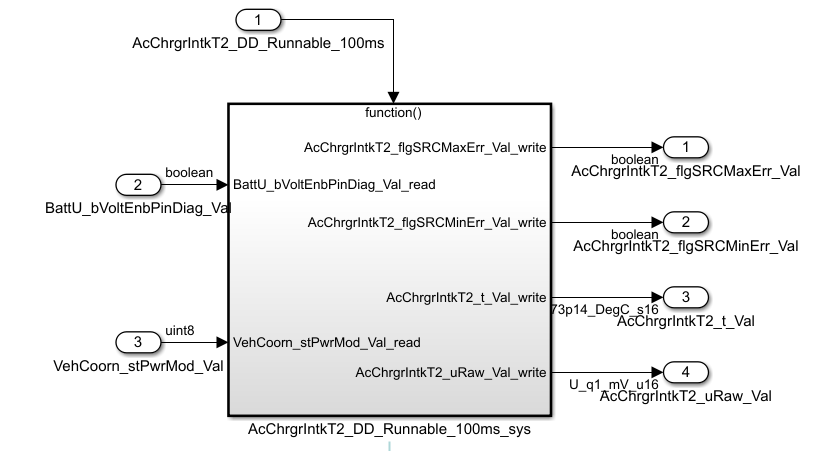 1
AcChrgrIntkT2_DD_Runnable_100ms
function()
AcChrgrIntkT2_flgSRCMaxErr_Val_write
1
boolean
AcChrgrIntkT2_flgSRCMaxErr_Val
boolean
2
BattU_bVoltEnbPinDiag_Val_read
BattU_bVoltEnbPinDiag_Val
AcChrgrIntkT2_flgSRCMinErr_Val_write
2
boolean
AcChrgrIntkT2_flgSRCMinErr_Val
AcChrgrIntkT2_t_Val_write
3
73p14_DegC_s16
AcChrgrIntkT2_t_Val
uint8
3
VehCoorn_stPwrMod_Val_read
VehCoorn_stPwrMod_Val
AcChrgrIntkT2_uRaw_Val_write
4
U_q1_mV_u16
AcChrgrIntkT2_uRaw_Val
AcChrgrIntkT2_DD_Runnable_100ms_sys